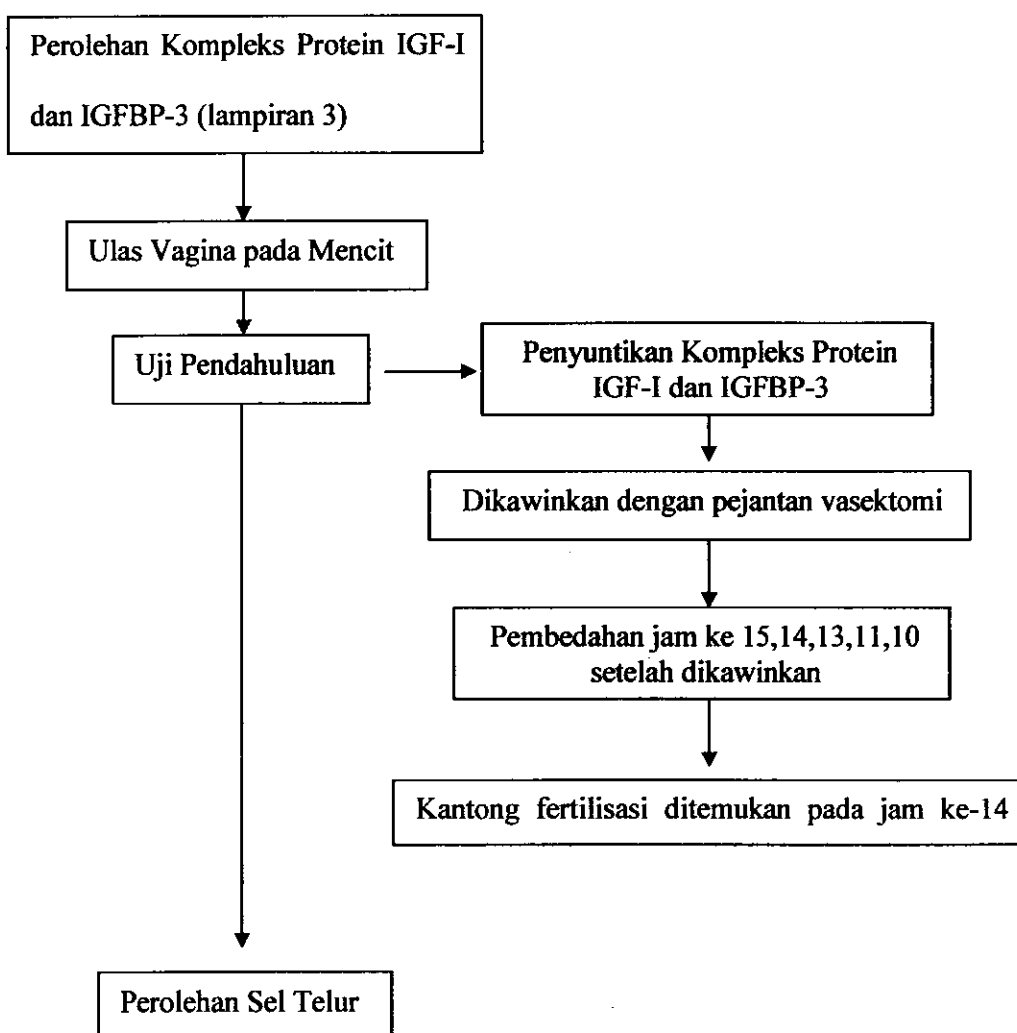 Perolehan Kompleks Protein IGF-I
dan IGFBP-3 (lampiran 3)
Ulas Vagina pada Mencit
Uji Pendahuluan
Penyuntikan Kompleks Protein
IGF-I dan IGFBP-3
Dikawinkan dengan pejantan vasektomi
Pembedahan jam ke 15,14,13,11,10
setelah dikawinkan
Kantong fertilisasi ditemukan pada jam ke-14
Perolehan Sel Telur